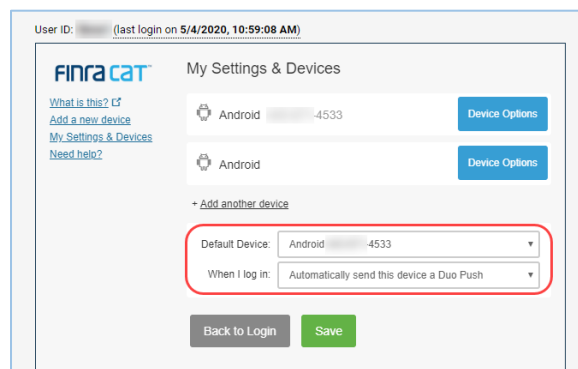 User ID: (last login on 5/4/2020, 10:59:08 AM)
FINRA CAT™
My Settings & Devices
What is this?
Add a new device
My Settings & Devices
Need help?
Android -4533
Device Options
Android
Device Options
+ Add another device
Default Device: Android -4533
When I log in: Automatically send this device a Duo Push
Back to Login
Save